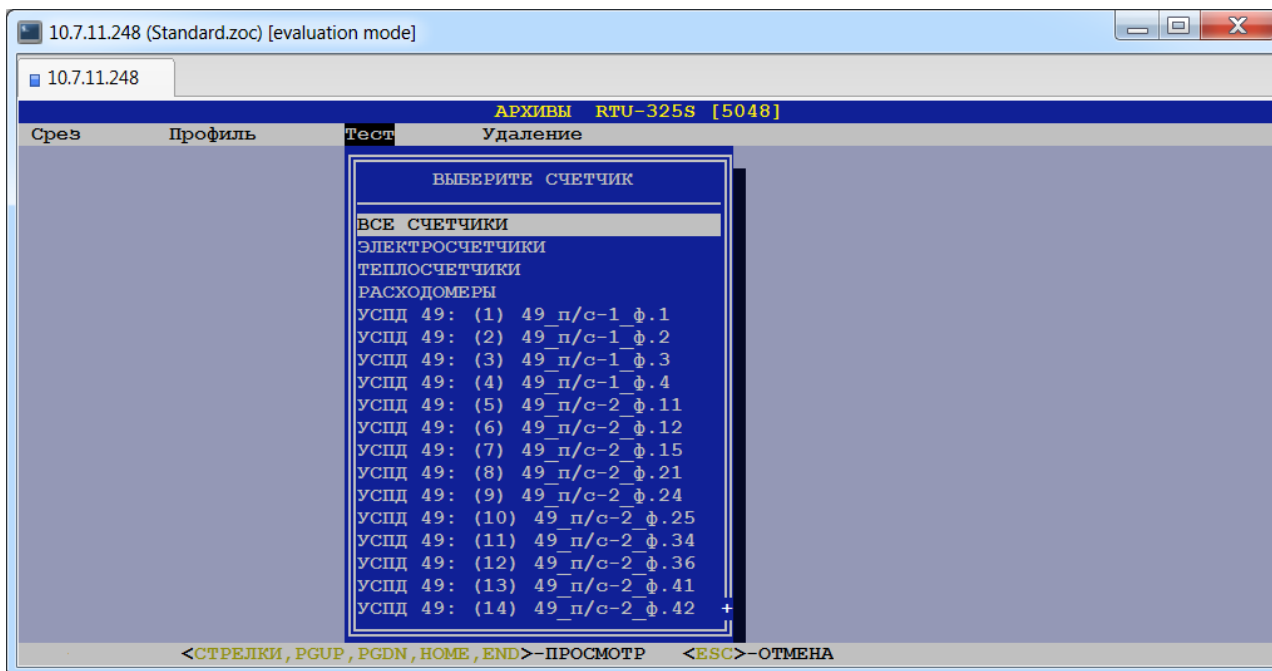 10.7.11.248 (Standard.zoc) [evaluation mode]
10.7.11.248
АРХИВЫ RTU-325S [5048]
Срез Профиль Тест Удаление
ВЫБЕРИТЕ СЧЕТЧИК
ВСЕ СЧЕТЧИКИ
ЭЛЕКТРОСЧЕТЧИКИ
ТЕПЛОСЧЕТЧИКИ
РАСХОДОМЕРЫ
УСПД 49: (1) 49_п/с-1_ф.1
УСПД 49: (2) 49_п/с-1_ф.2
УСПД 49: (3) 49_п/с-1_ф.3
УСПД 49: (4) 49_п/с-1_ф.4
УСПД 49: (5) 49_п/с-2_ф.11
УСПД 49: (6) 49_п/с-2_ф.12
УСПД 49: (7) 49_п/с-2_ф.15
УСПД 49: (8) 49_п/с-2_ф.21
УСПД 49: (9) 49_п/с-2_ф.24
УСПД 49: (10) 49_п/с-2_ф.25
УСПД 49: (11) 49_п/с-2_ф.34
УСПД 49: (12) 49_п/с-2_ф.36
УСПД 49: (13) 49_п/с-2_ф.41
УСПД 49: (14) 49_п/с-2_ф.42 +
<СТРЕЛКИ,PGUP,PGDN,HOME,END>-ПРОСМОТР <ESC>-ОТМЕНА